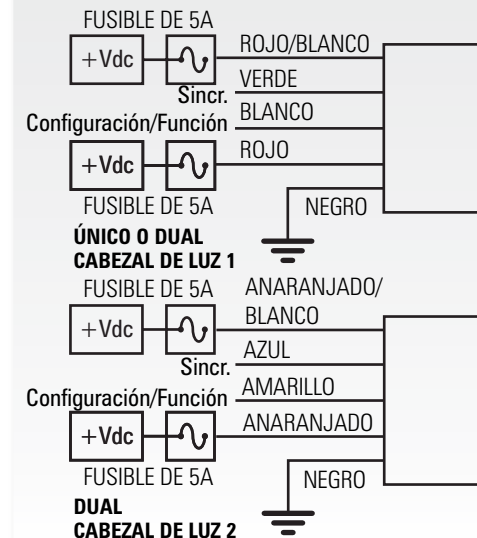 FUSIBLE DE 5A
+Vdc
ROJO/BLANCO
VERDE
Sincr.
Configuración/Función
BLANCO
+Vdc
ROJO
FUSIBLE DE 5A
NEGRO
ÚNICO O DUAL
CABEZAL DE LUZ 1
FUSIBLE DE 5A
ANARANJADO/
BLANCO
+Vdc
AZUL
Sincr.
Configuración/Función
AMARILLO
ANARANJADO
+Vdc
FUSIBLE DE 5A
NEGRO
DUAL
CABEZAL DE LUZ 2